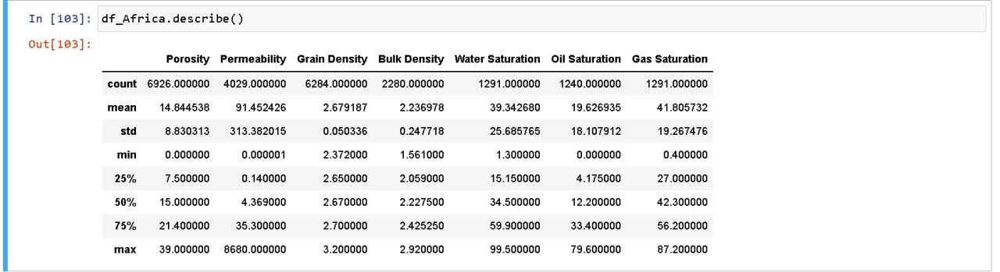 In [103]: df_Africa.describe()
Out[103]:
Porosity Permeability Grain Density Bulk Density Water Saturation Oil Saturation Gas Saturation
count 6926.000000 4029.000000 6284.000000 2280.000000 1291.000000 1240.000000 1291.000000
mean 14.844538 91.452426 2.679187 2.236978 39.342680 19.626935 41.805732
std 8.830313 313.382015 0.050336 0.247718 25.685765 18.107912 19.267476
min 0.000000 0.000001 2.372000 1.561000 1.300000 0.000000 0.400000
25% 7.500000 0.140000 2.650000 2.059000 15.150000 4.175000 27.000000
50% 15.000000 4.369000 2.670000 2.227500 34.500000 12.200000 42.300000
75% 21.400000 35.300000 2.700000 2.425250 59.900000 33.400000 56.200000
max 39.000000 8680.000000 3.200000 2.920000 99.500000 79.600000 87.200000